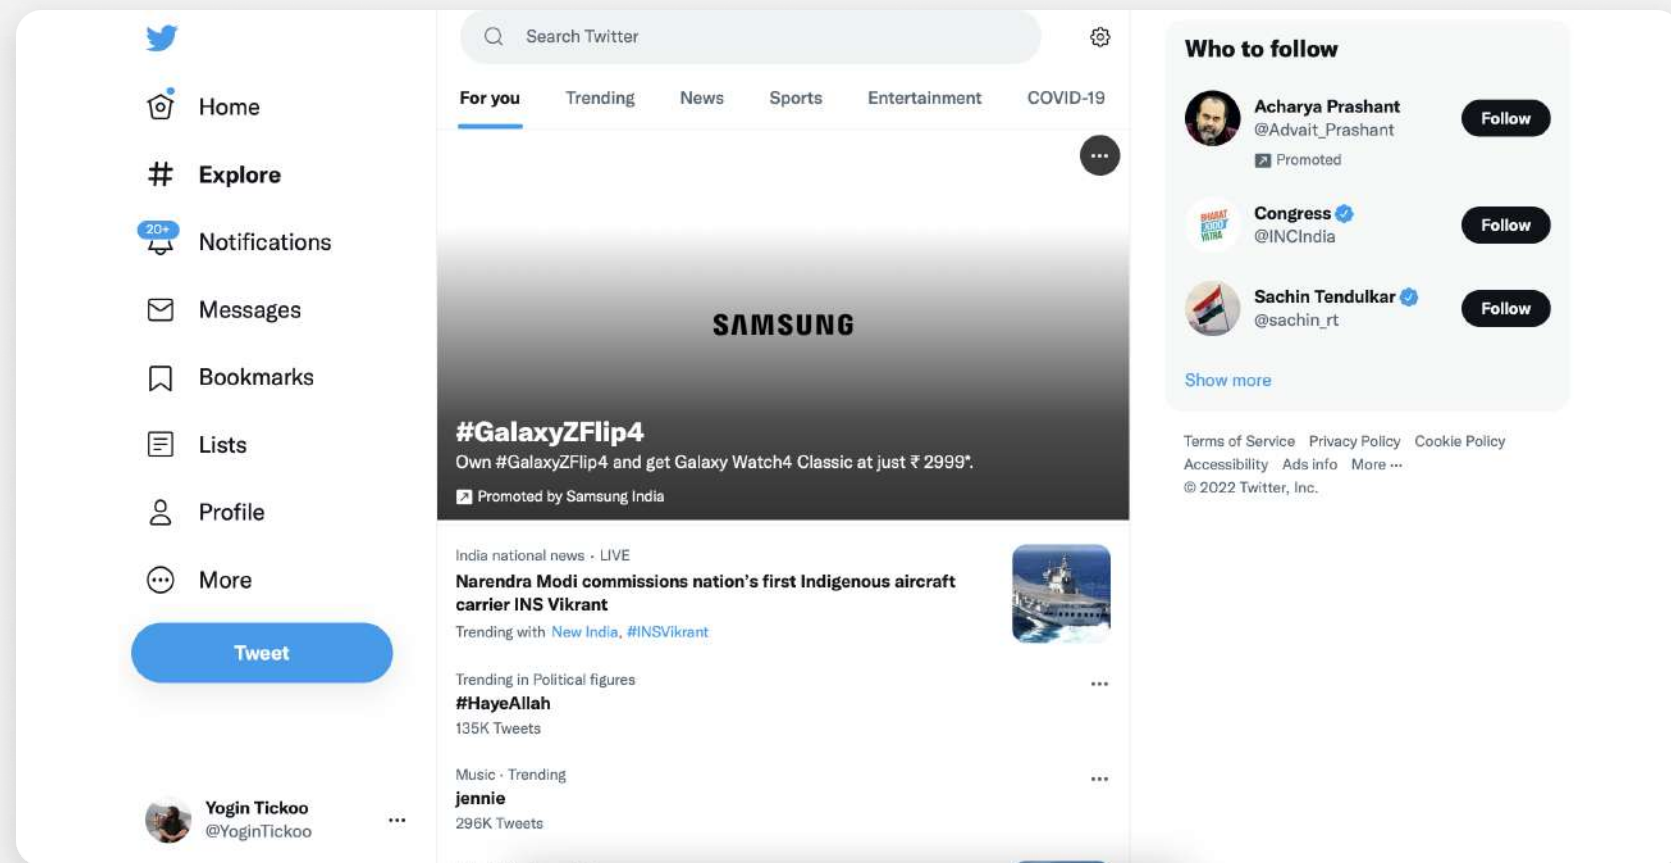 Home
Explore
20+
Notifications
Messages
Bookmarks
Lists
Profile
More
Tweet
Yogin Tickoo
@YoginTickoo
Search Twitter
For you Trending News Sports Entertainment COVID-19
SAMSUNG
#GalaxyZFlip4
Own #GalaxyZFlip4 and get Galaxy Watch4 Classic at just ₹ 2999*.
Promoted by Samsung India
India national news · LIVE
Narendra Modi commissions nation's first Indigenous aircraft
carrier INS Vikrant
Trending with New India, #INSVikrant
Trending in Political figures
#HayeAllah
135K Tweets
Music · Trending
jennie
296K Tweets
Who to follow
Acharya Prashant
@Advait_Prashant
Promoted
Follow
BHARAT
JODO
YATRA
Congress
@INCIndia
Follow
Sachin Tendulkar
@sachin_rt
Follow
Show more
Terms of Service Privacy Policy Cookie Policy
Accessibility Ads info More ···
© 2022 Twitter, Inc.